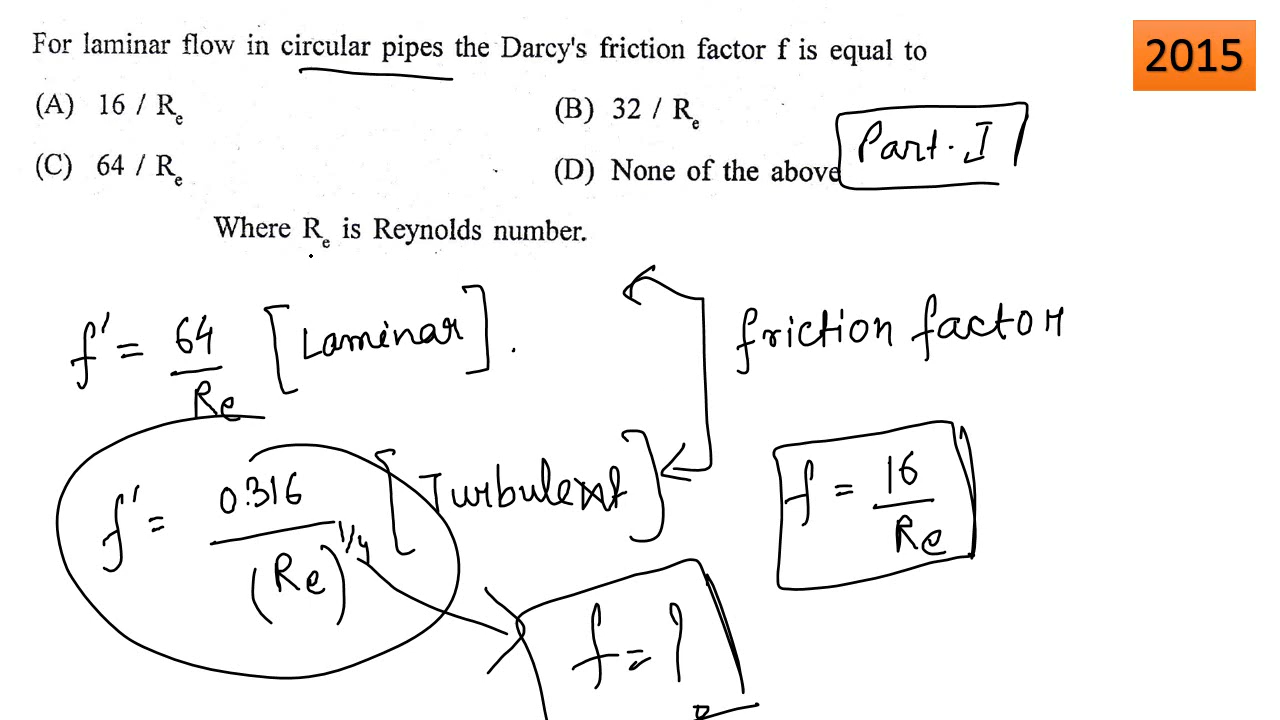 For laminar flow in circular pipes the Darcy's friction factor f is equal to
2015
(A) 16 / Re
(B) 32 / Re
(C) 64 / Re
(D) None of the above
Part. I
Where Re is Reynolds number.
f' = 64 / Re [Laminar].
friction factor
f' = 0.316 / (Re)^1/4 [Turbulent]
f = 16 / Re
f = ?